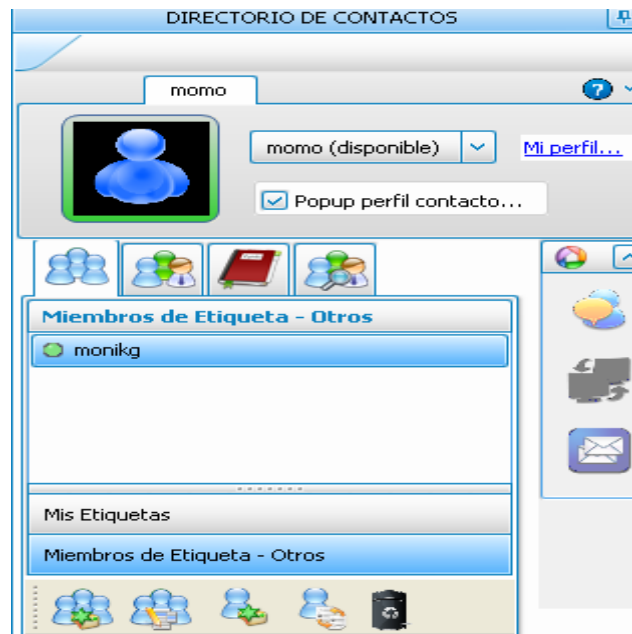 DIRECTORIO DE CONTACTOS
momo
?
momo (disponible)
Mi perfil...
Popup perfil contacto...
Miembros de Etiqueta - Otros
monikg
Mis Etiquetas
Miembros de Etiqueta - Otros